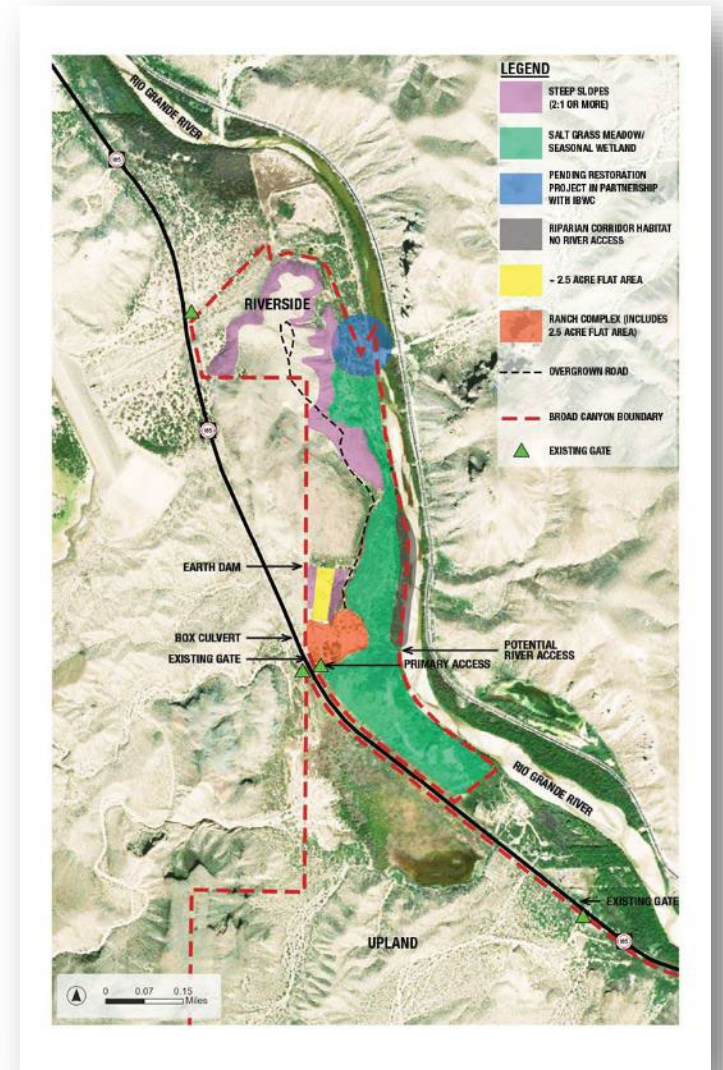 LEGEND
STEEP SLOPES
(2:1 OR MORE)
SALT GRASS MEADOW/
SEASONAL WETLAND
PENDING RESTORATION
PROJECT IN PARTNERSHIP
WITH IBWC
RIPARIAN CORRIDOR HABITAT
NO RIVER ACCESS
~ 2.5 ACRE FLAT AREA
RANCH COMPLEX (INCLUDES
2.5 ACRE FLAT AREA)
OVERGROWN ROAD
BROAD CANYON BOUNDARY
EXISTING GATE
RIO GRANDE RIVER
185
RIVERSIDE
185
EARTH DAM
BOX CULVERT
EXISTING GATE
PRIMARY ACCESS
POTENTIAL
RIVER ACCESS
RIO GRANDE RIVER
EXISTING GATE
185
UPLAND
0 0.07 0.15
Miles